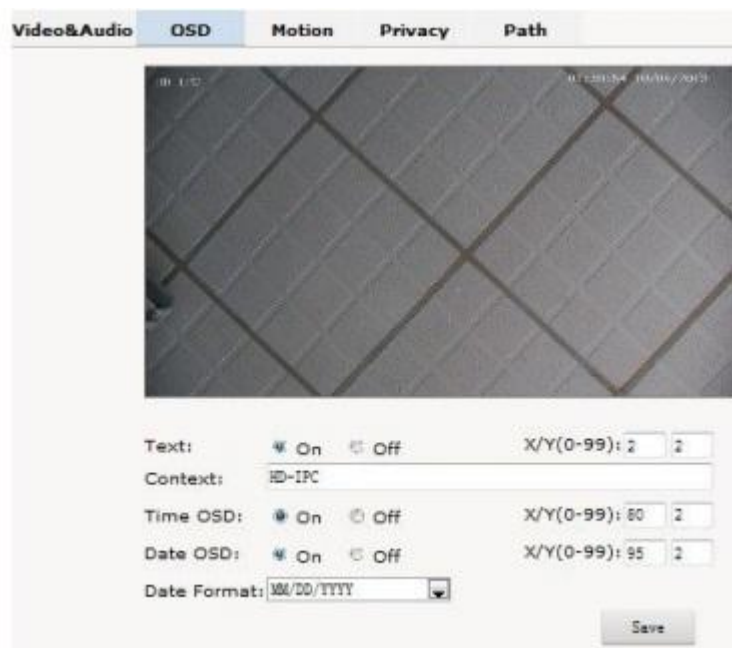 Video&Audio OSD Motion Privacy Path
Text: On Off X/Y(0-99): 2 2
Context: HD-IPC
Time OSD: On Off X/Y(0-99): 80 2
Date OSD: On Off X/Y(0-99): 95 2
Date Format: MM/DD/YYYY
Save